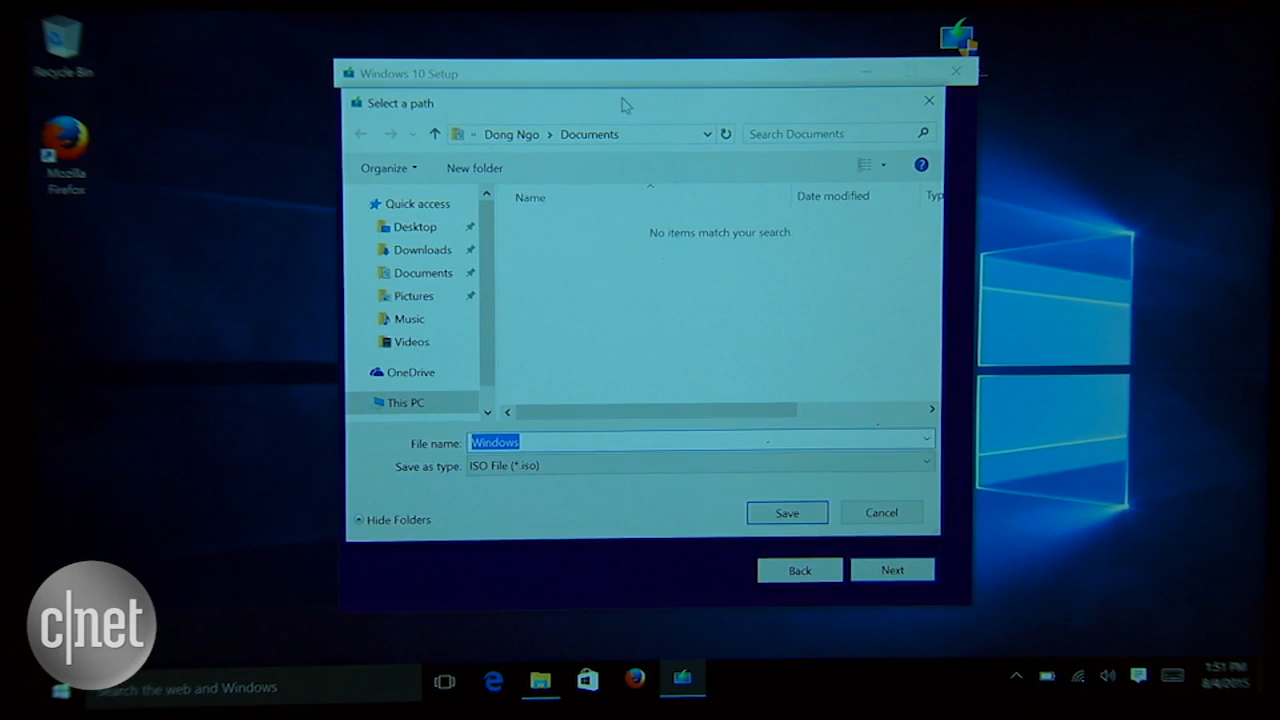 Recycle Bin
Mozilla
Firefox
Windows 10 Setup
Select a path
Dong Ngo > Documents
Search Documents
Organize
New folder
Name
Date modified
Typ
No items match your search.
Quick access
Desktop
Downloads
Documents
Pictures
Music
Videos
OneDrive
This PC
File name: Windows
Save as type: ISO File (*.iso)
Hide Folders
Save
Cancel
Back
Next
c|net
Search the web and Windows
1:51 PM
8/4/2015